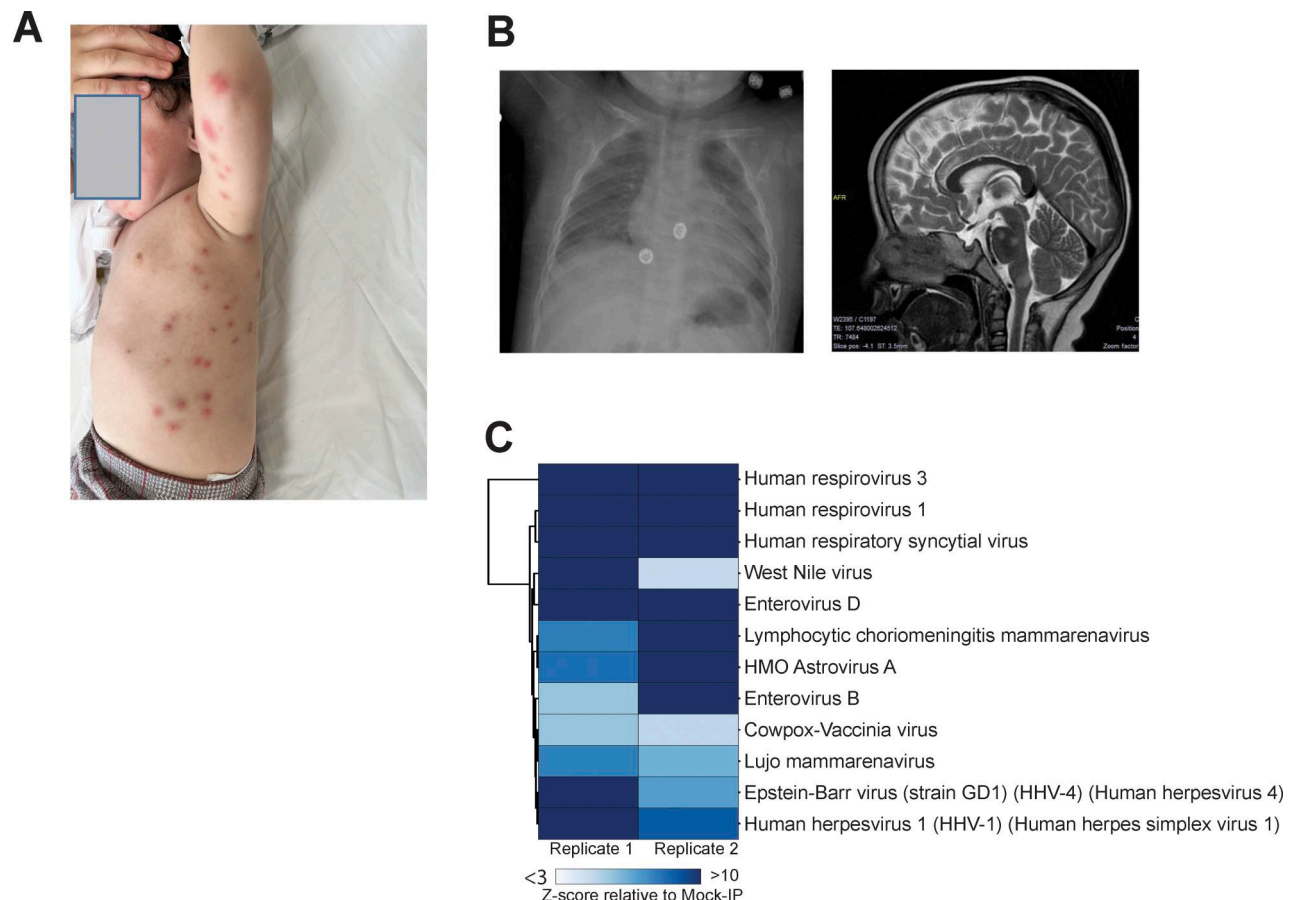 A
B
AFR
W2395 / C1197
TE: 107.648002624512
TR: 7484
Slice pos: -4.1 ST: 3.5mm
C
Position
4
Zoom factor
C
Human respirovirus 3
Human respirovirus 1
Human respiratory syncytial virus
West Nile virus
Enterovirus D
Lymphocytic choriomeningitis mammarenavirus
HMO Astrovirus A
Enterovirus B
Cowpox-Vaccinia virus
Lujo mammarenavirus
Epstein-Barr virus (strain GD1) (HHV-4) (Human herpesvirus 4)
Human herpesvirus 1 (HHV-1) (Human herpes simplex virus 1)
Replicate 1 Replicate 2
<3 >10
Z-score relative to Mock-IP